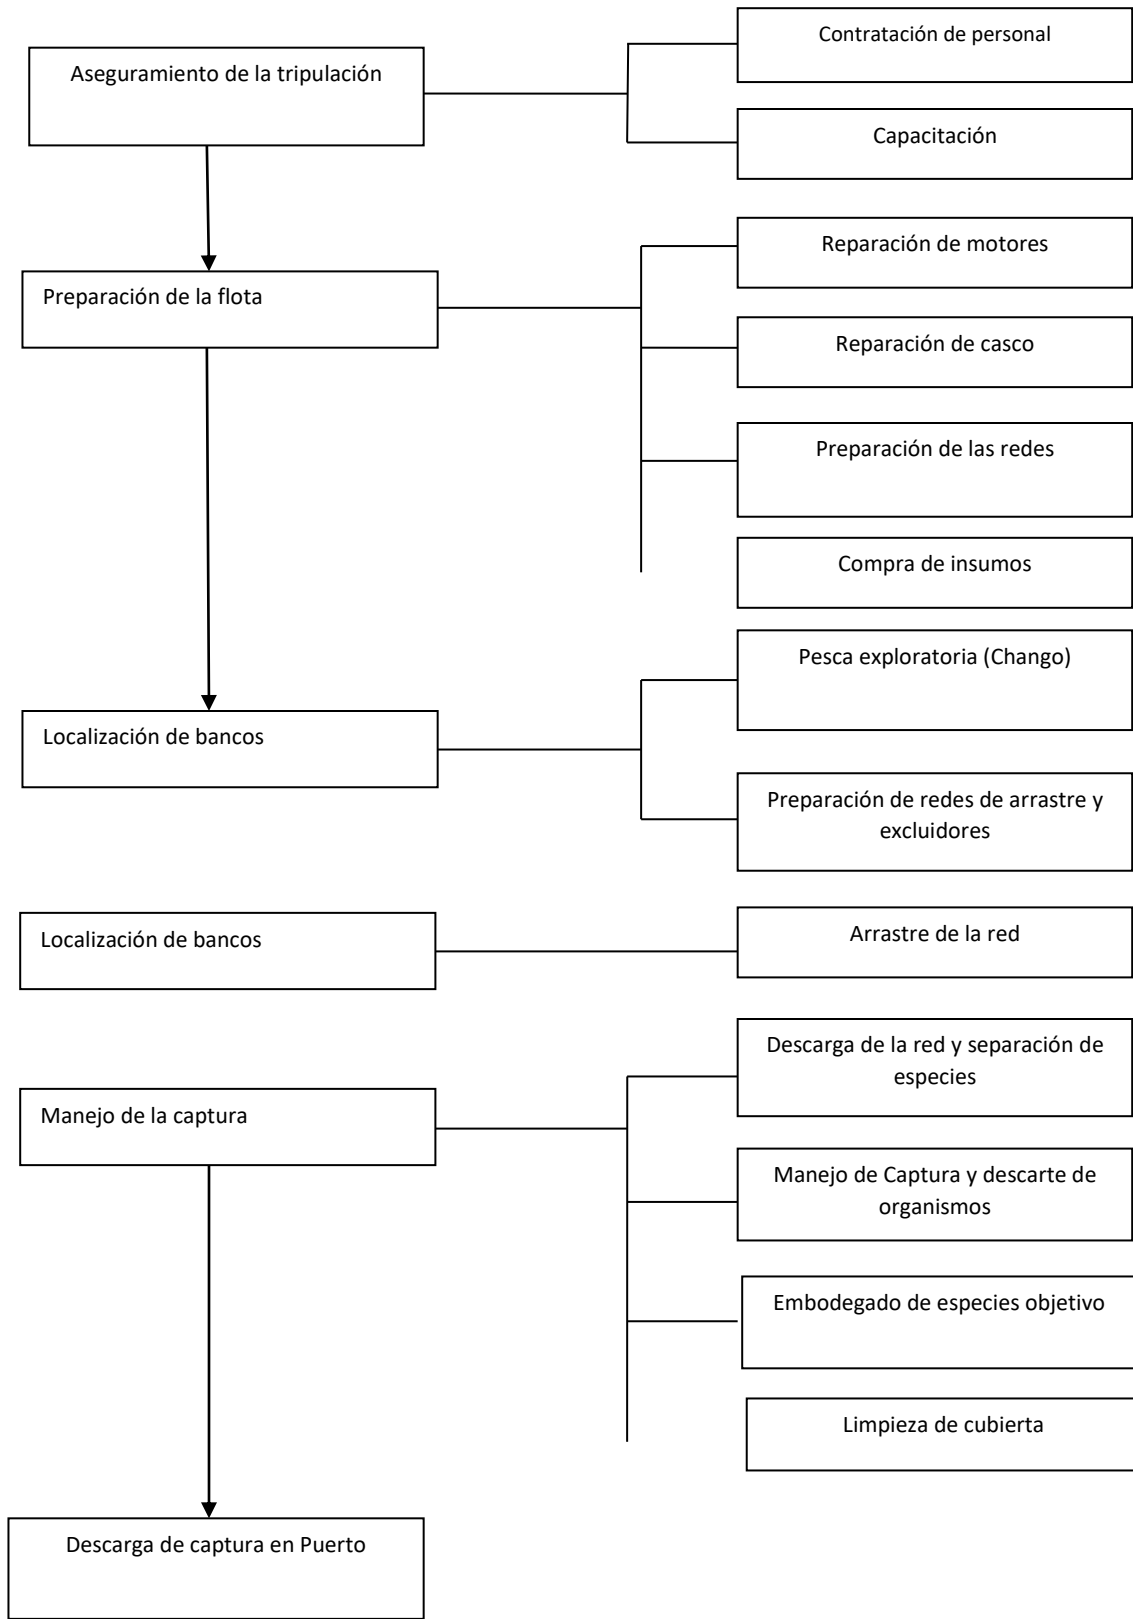 Aseguramiento de la tripulación
Contratación de personal
Capacitación
Preparación de la flota
Reparación de motores
Reparación de casco
Preparación de las redes
Compra de insumos
Localización de bancos
Pesca exploratoria (Chango)
Preparación de redes de arrastre y
excluidores
Localización de bancos
Arrastre de la red
Manejo de la captura
Descarga de la red y separación de
especies
Manejo de Captura y descarte de
organismos
Embodegado de especies objetivo
Limpieza de cubierta
Descarga de captura en Puerto